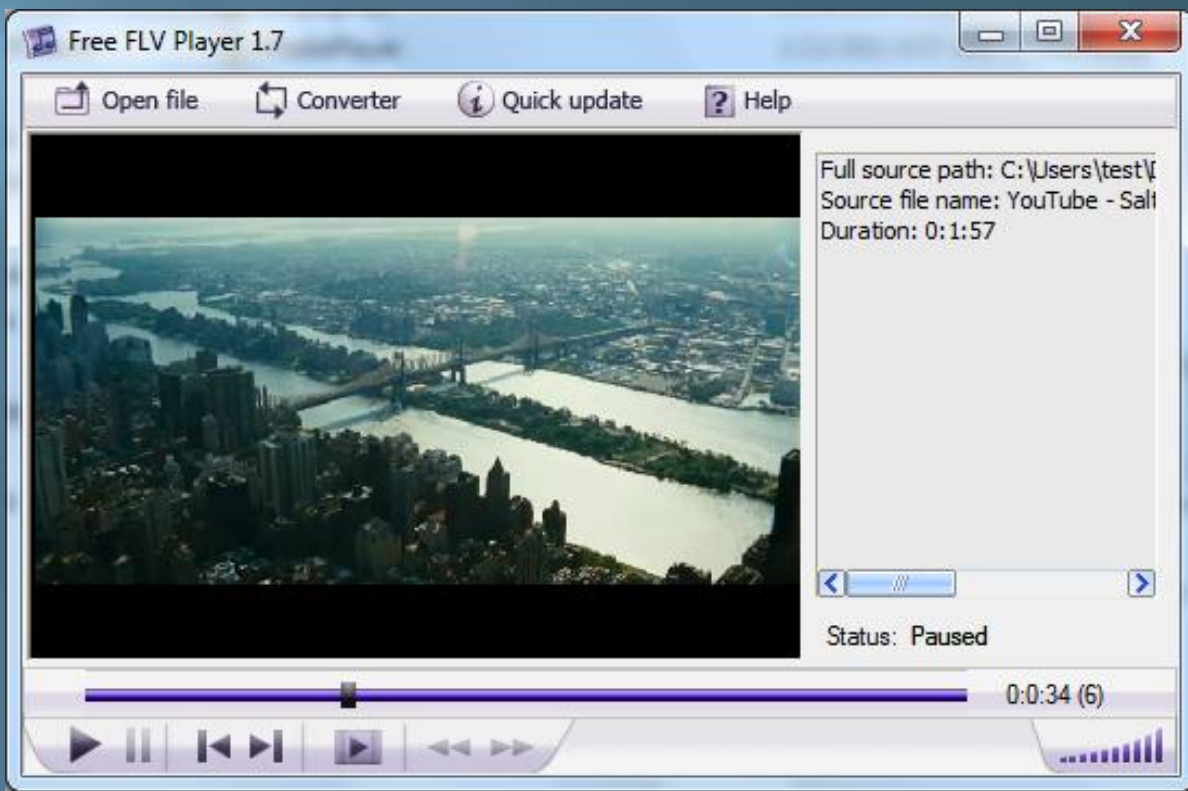 Free FLV Player 1.7
Open file Converter Quick update Help
Full source path: C:\Users\test\
Source file name: YouTube - Salt
Duration: 0:1:57
Status: Paused
0:0:34 (6)